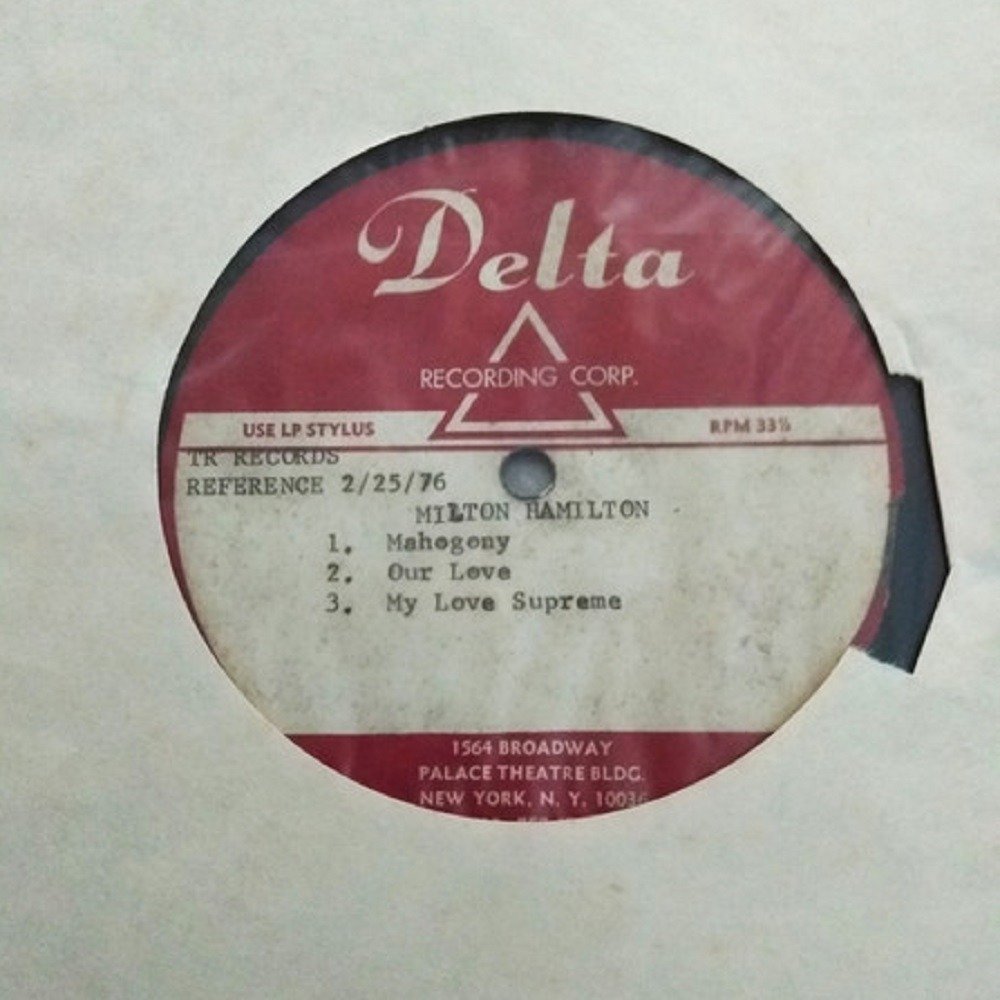 Delta
RECORDING CORP.
USE LP STYLUS RPM 33⅓
TR RECORDS
REFERENCE 2/25/76
MILTON HAMILTON
1. Mahogony
2. Our Love
3. My Love Supreme
1564 BROADWAY
PALACE THEATRE BLDG.
NEW YORK, N. Y. 10036